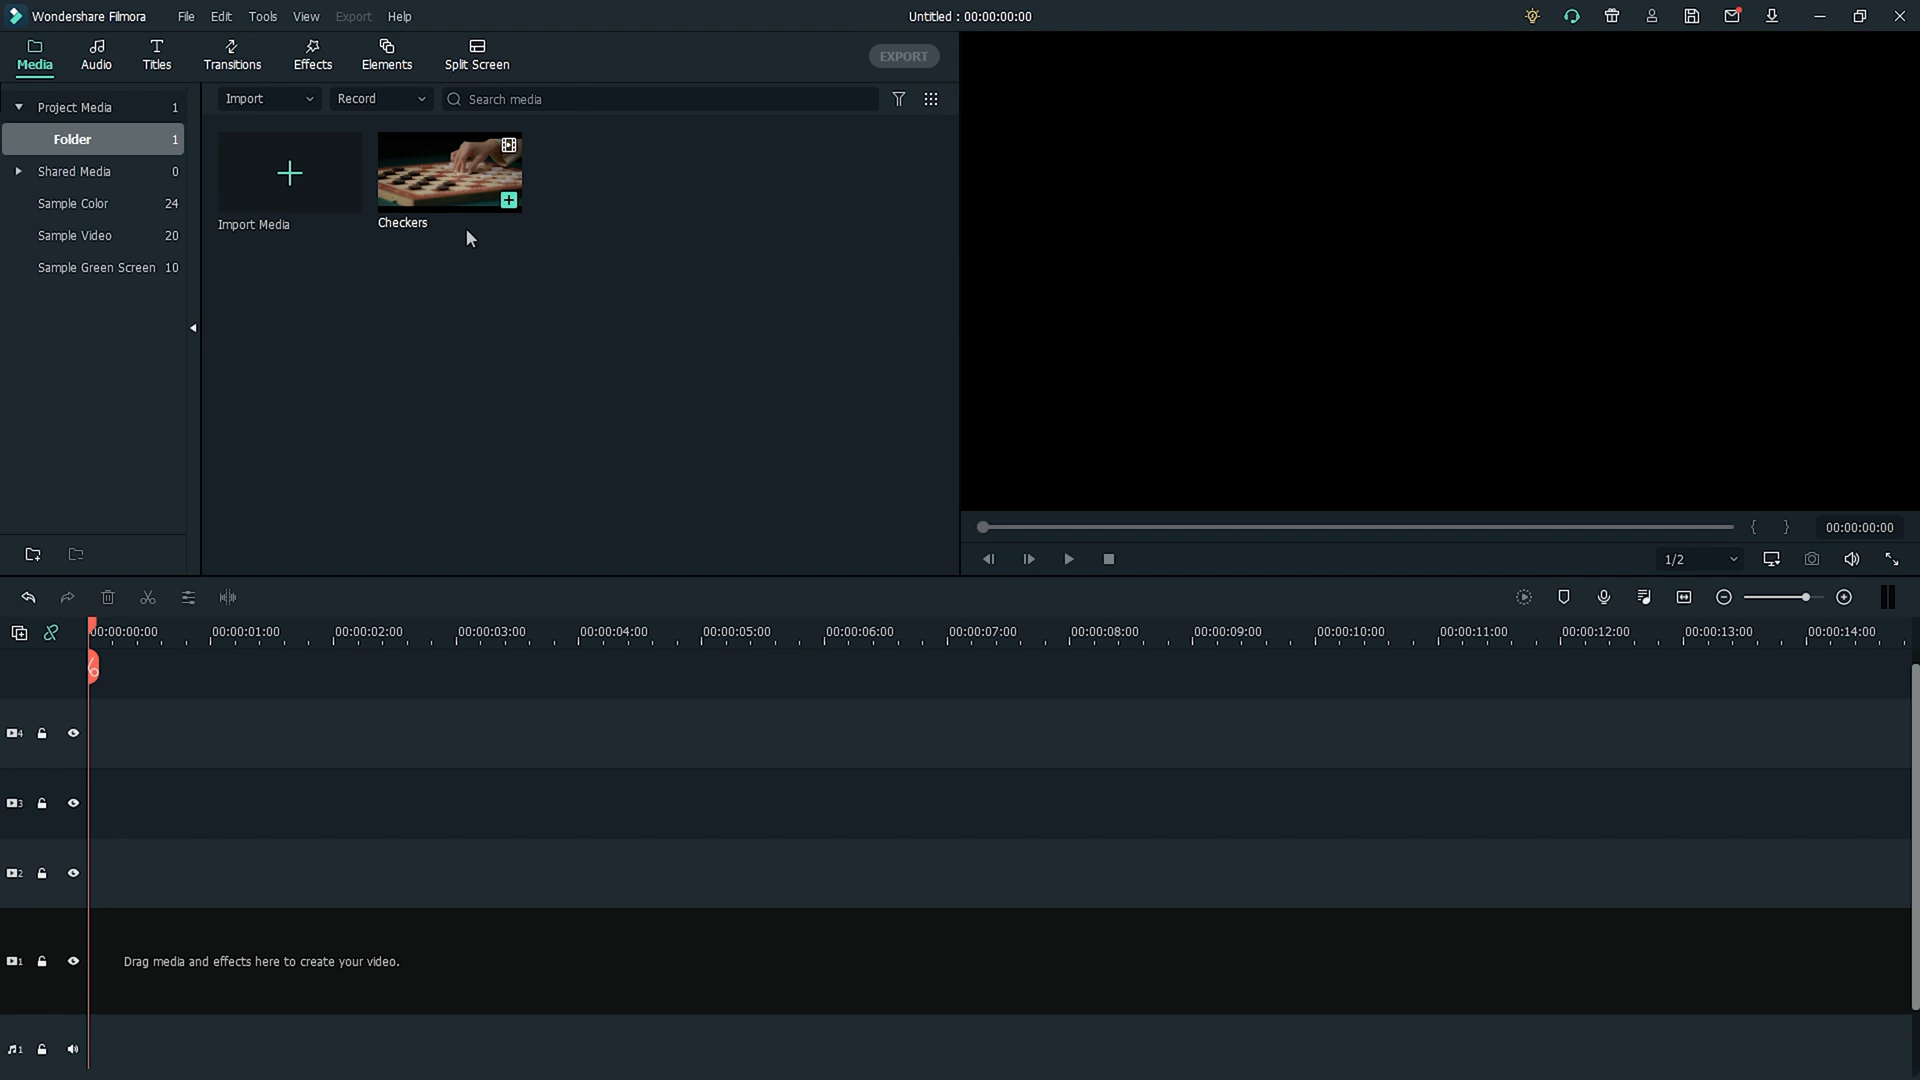 Wondershare Filmora
File Edit Tools View Export Help
Untitled : 00:00:00:00
Media Audio Titles Transitions Effects Elements Split Screen
EXPORT
Project Media 1
Folder 1
Shared Media 0
Sample Color 24
Sample Video 20
Sample Green Screen 10
Import Record Search media
Import Media
Checkers
00:00:00:00
1/2
00:00:00:00 00:00:01:00 00:00:02:00 00:00:03:00 00:00:04:00 00:00:05:00 00:00:06:00 00:00:07:00 00:00:08:00 00:00:09:00 00:00:10:00 00:00:11:00 00:00:12:00 00:00:13:00 00:00:14:00
4
3
2
1 Drag media and effects here to create your video.
1